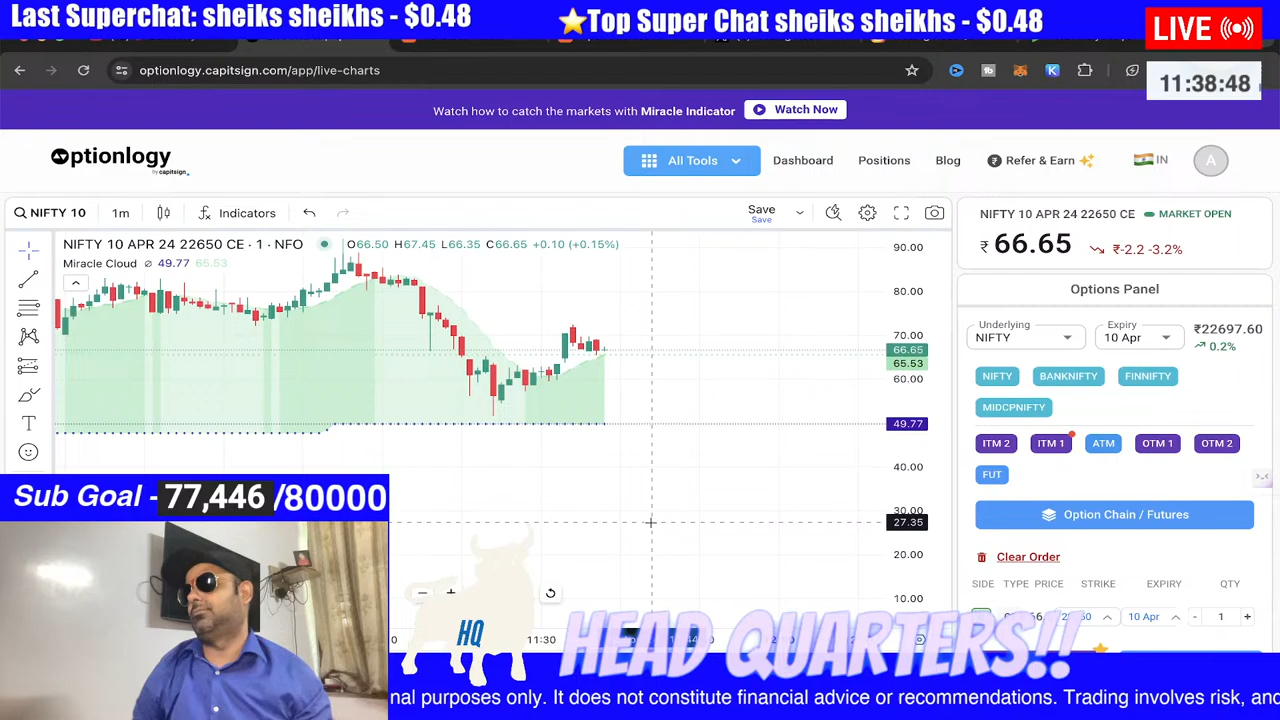 Last Superchat: sheiks sheikhs - $0.48
⭐Top Super Chat sheiks sheikhs - $0.48
LIVE
optionlogy.capitsign.com/app/live-charts
11:38:48
Watch how to catch the markets with Miracle Indicator
Watch Now
optionlogy
by capitsign.
All Tools
Dashboard
Positions
Blog
Refer & Earn
IN
A
NIFTY 10
1m
Indicators
Save
Save
NIFTY 10 APR 24 22650 CE
MARKET OPEN
₹ 66.65
₹-2.2 -3.2%
NIFTY 10 APR 24 22650 CE · 1 · NFO
O66.50 H67.45 L66.35 C66.65 +0.10 (+0.15%)
Miracle Cloud ⌀ 49.77 65.53
90.00
80.00
70.00
66.65
65.53
60.00
49.77
40.00
30.00
27.35
20.00
10.00
Options Panel
Underlying
NIFTY
Expiry
10 Apr
₹22697.60
0.2%
NIFTY
BANKNIFTY
FINNIFTY
MIDCPNIFTY
ITM 2
ITM 1
ATM
OTM 1
OTM 2
FUT
Option Chain / Futures
Clear Order
SIDE TYPE PRICE STRIKE EXPIRY QTY
10 Apr - 1 +
Sub Goal - 77,446 /80000
HQ
11:30
HEAD QUARTERS!!
nal purposes only. It does not constitute financial advice or recommendations. Trading involves risk, and